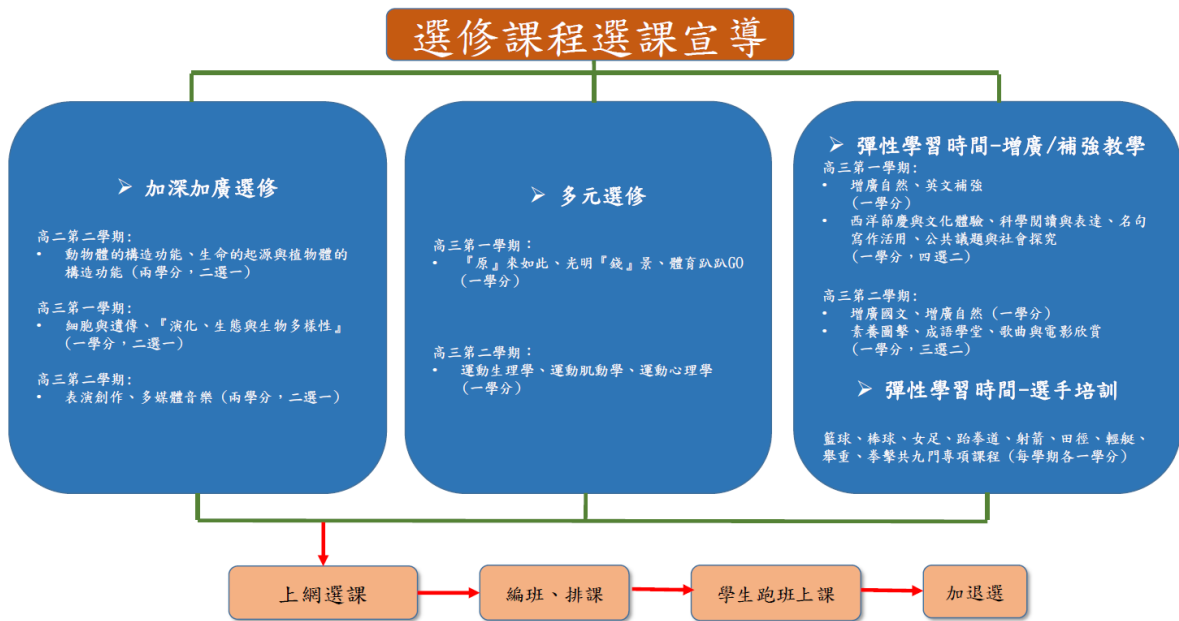 選修課程選課宣導
➢ 加深加廣選修
高二第二學期:
• 動物體的構造功能、生命的起源與植物體的
構造功能 (兩學分，二選一)
高三第一學期:
• 細胞與遺傳、『演化、生態與生物多樣性』
(一學分，二選一)
高三第二學期:
• 表演創作、多媒體音樂 (兩學分，二選一)
➢ 多元選修
高三第一學期：
• 『原』來如此、光明『錢』景、體育趴趴GO
(一學分)
高三第二學期：
• 運動生理學、運動肌動學、運動心理學
(一學分)
➢ 彈性學習時間-增廣/補強教學
高三第一學期:
• 增廣自然、英文補強
(一學分)
• 西洋節慶與文化體驗、科學閱讀與表達、名句
寫作活用、公共議題與社會探究
(一學分，四選二)
高三第二學期:
• 增廣國文、增廣自然 (一學分)
• 素養圖擊、成語學堂、歌曲與電影欣賞
(一學分，三選二)
➢ 彈性學習時間-選手培訓
籃球、棒球、女足、跆拳道、射箭、田徑、輕艇、
舉重、拳擊共九門專項課程 (每學期各一學分)
上網選課
編班、排課
學生跑班上課
加退選